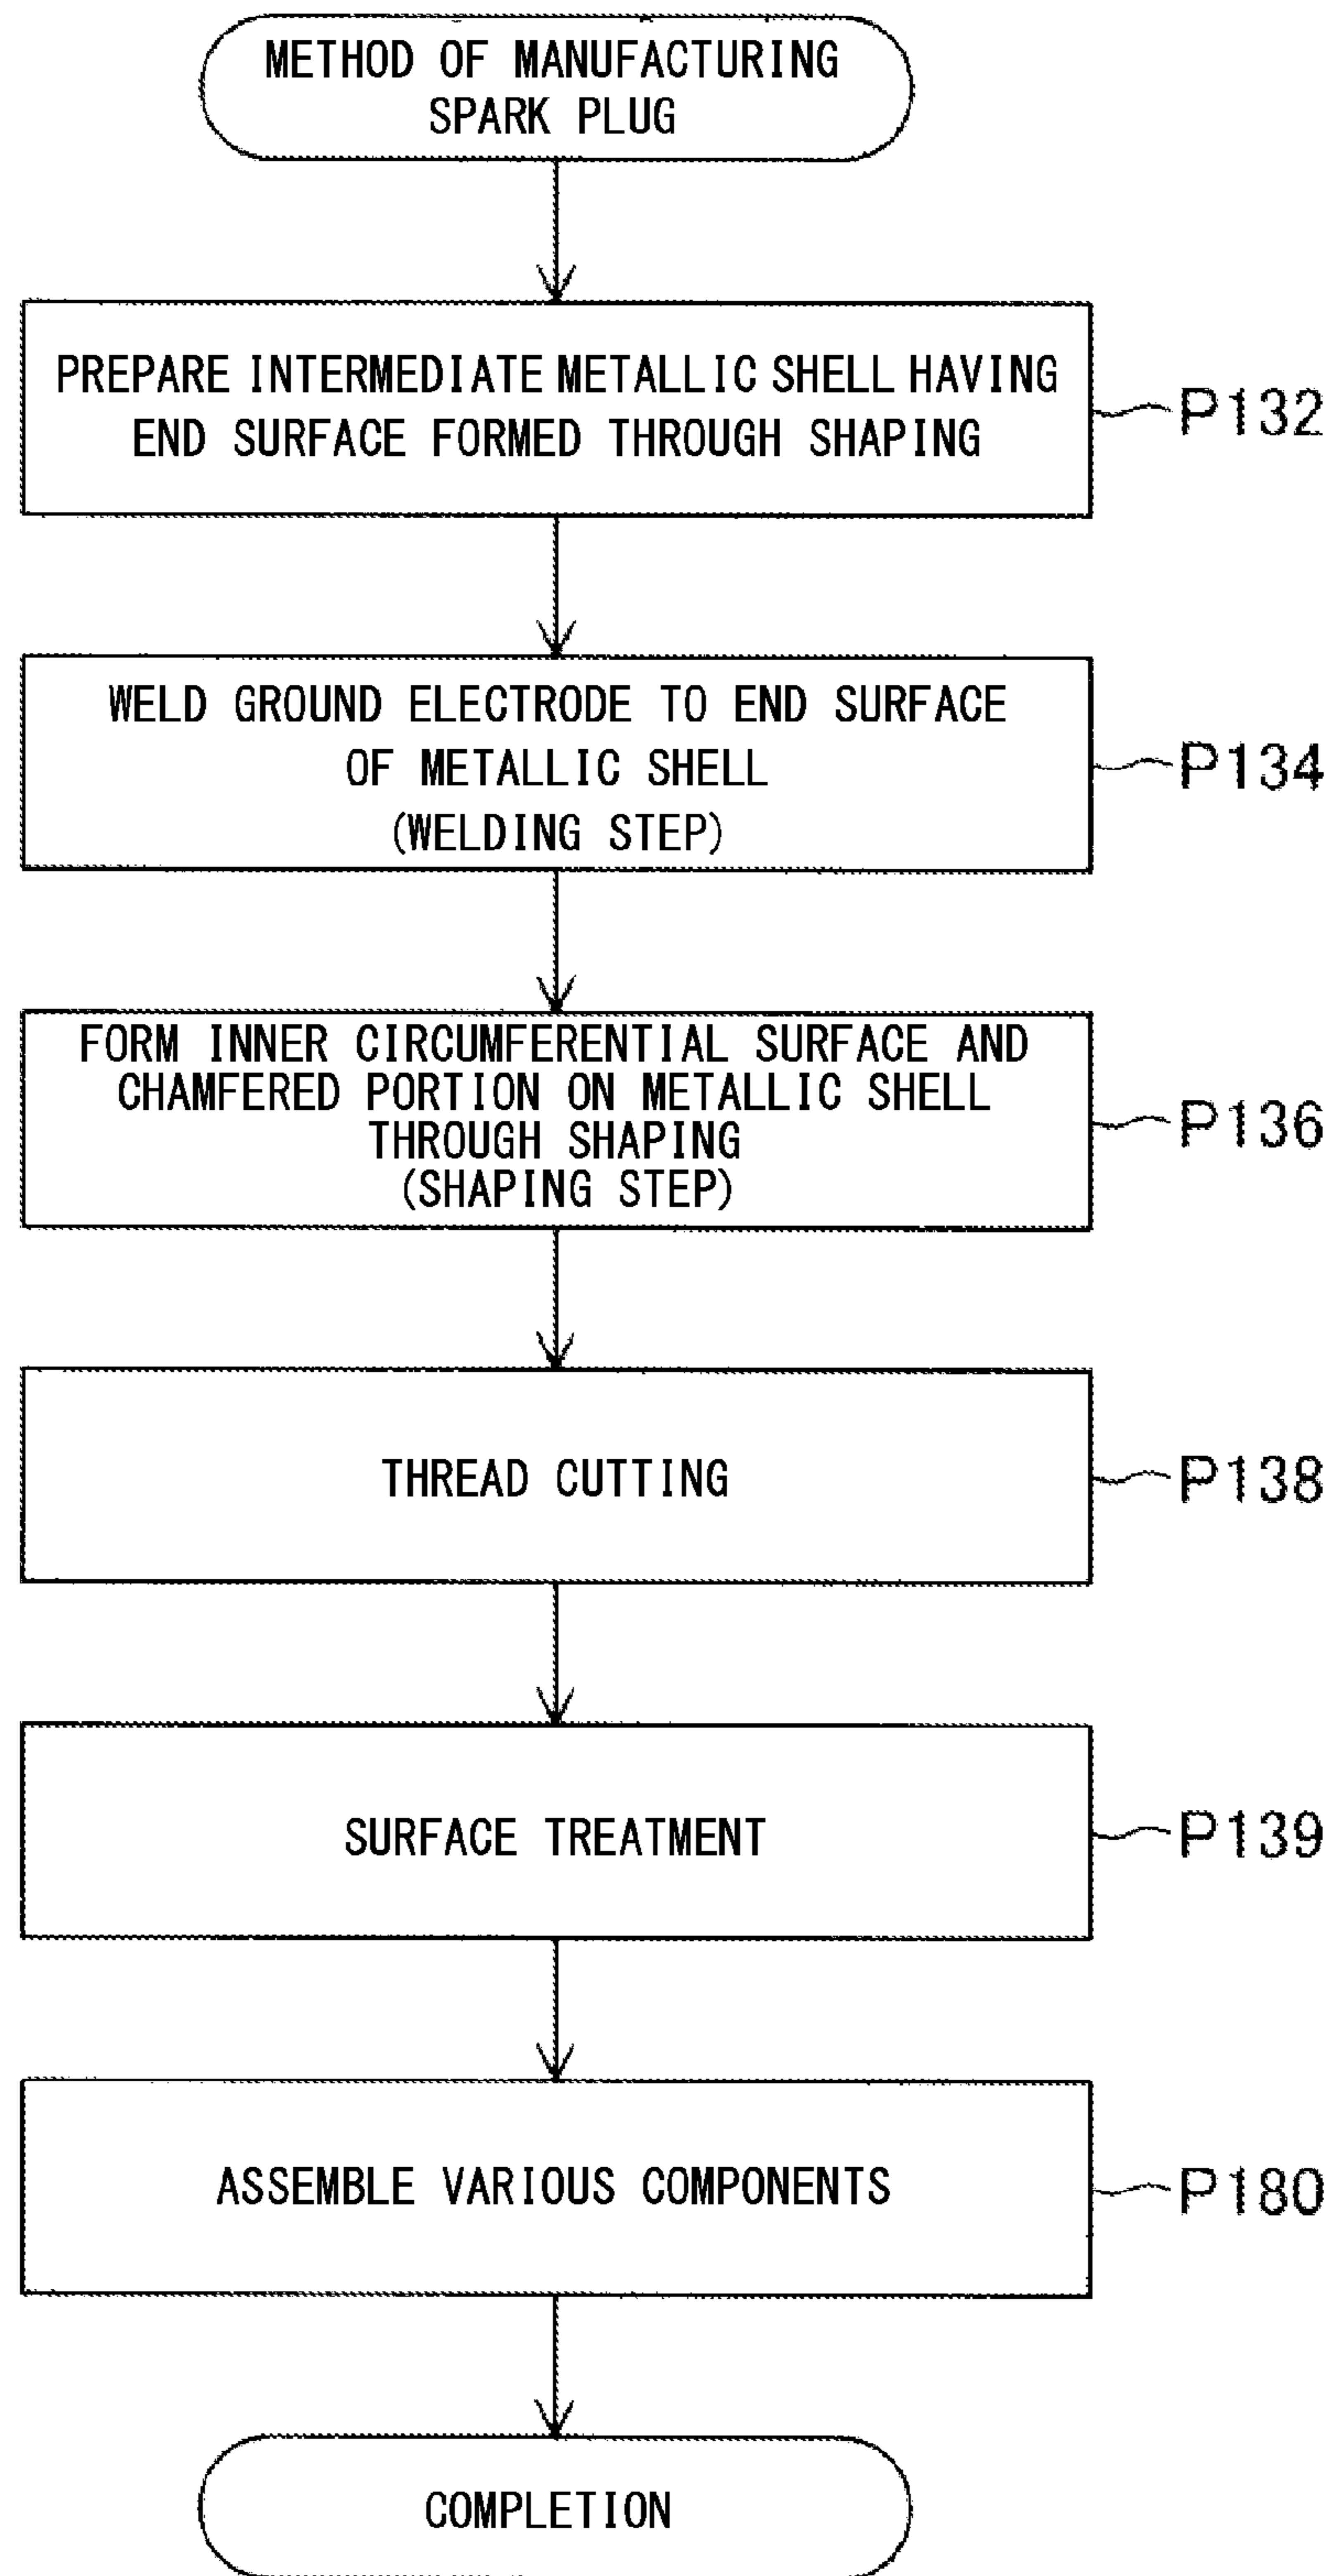 METHOD OF MANUFACTURING
SPARK PLUG
PREPARE INTERMEDIATE METALLIC SHELL HAVING
END SURFACE FORMED THROUGH SHAPING
P132
WELD GROUND ELECTRODE TO END SURFACE
OF METALLIC SHELL
(WELDING STEP)
P134
FORM INNER CIRCUMFERENTIAL SURFACE AND
CHAMFERED PORTION ON METALLIC SHELL
THROUGH SHAPING
(SHAPING STEP)
P136
THREAD CUTTING
P138
SURFACE TREATMENT
P139
ASSEMBLE VARIOUS COMPONENTS
P180
COMPLETION